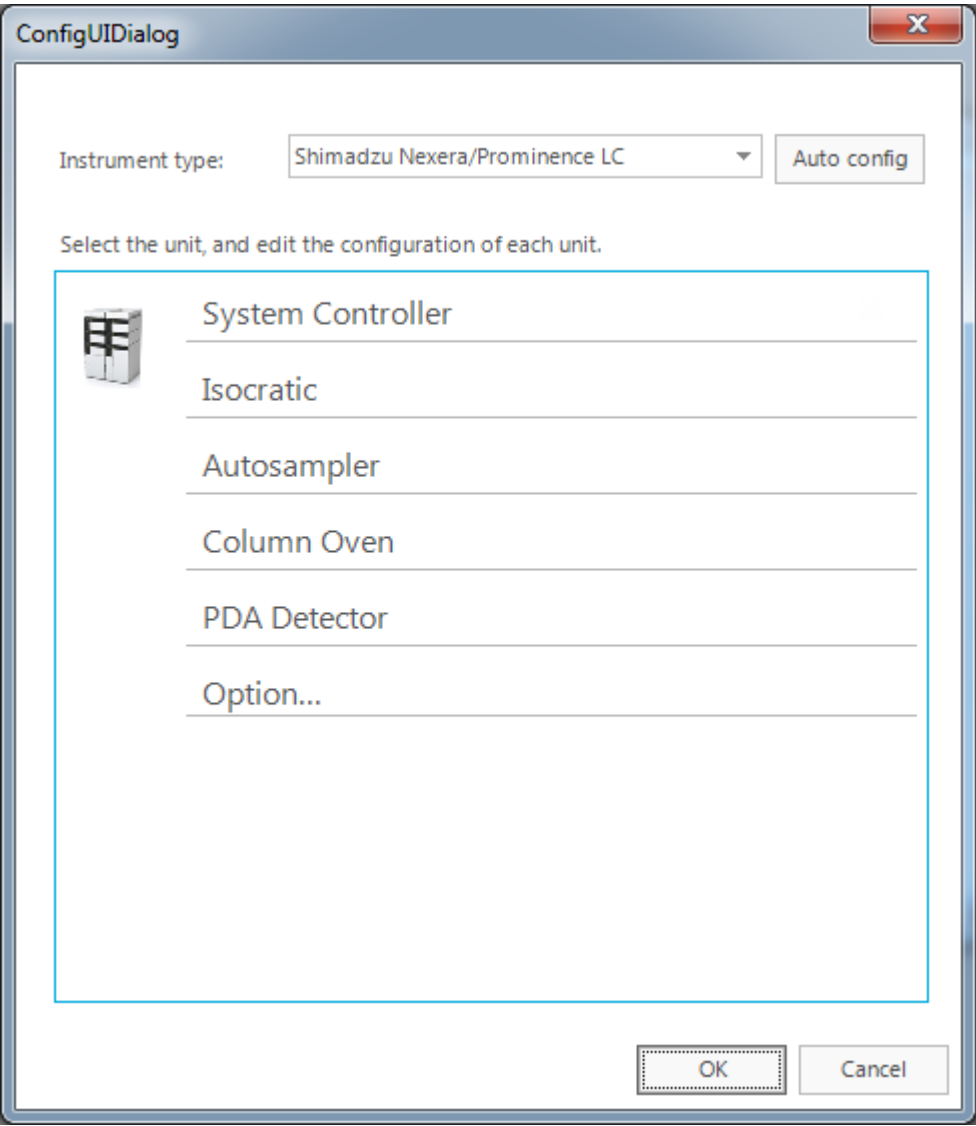 ConfigUIDialog
Instrument type: Shimadzu Nexera/Prominence LC Auto config
Select the unit, and edit the configuration of each unit.
System Controller
Isocratic
Autosampler
Column Oven
PDA Detector
Option...
OK Cancel